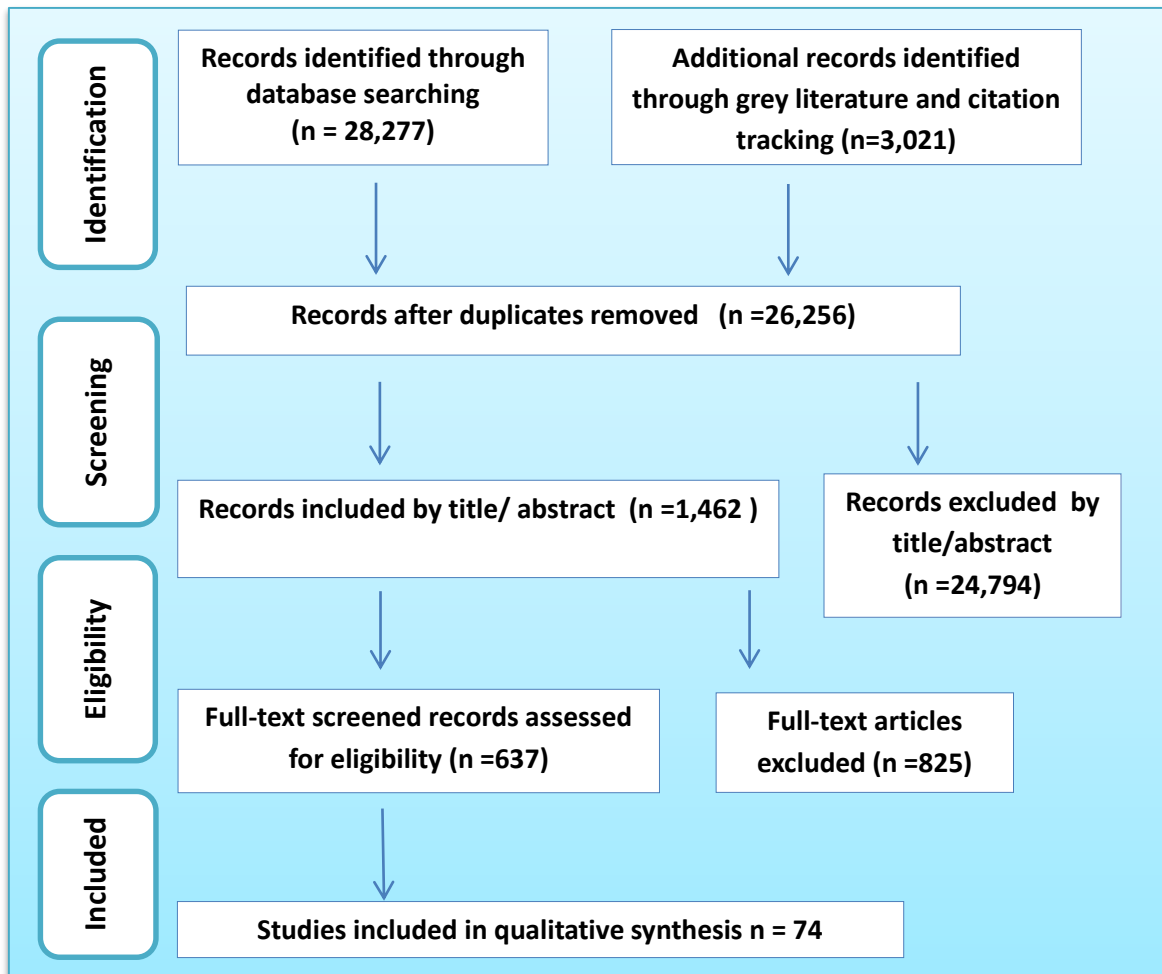 Identification
Records identified through
database searching
(n = 28,277)
Additional records identified
through grey literature and citation
tracking (n=3,021)
Records after duplicates removed (n =26,256)
Screening
Records included by title/ abstract (n =1,462 )
Records excluded by
title/abstract
(n =24,794)
Eligibility
Full-text screened records assessed
for eligibility (n =637)
Full-text articles
excluded (n =825)
Included
Studies included in qualitative synthesis n = 74